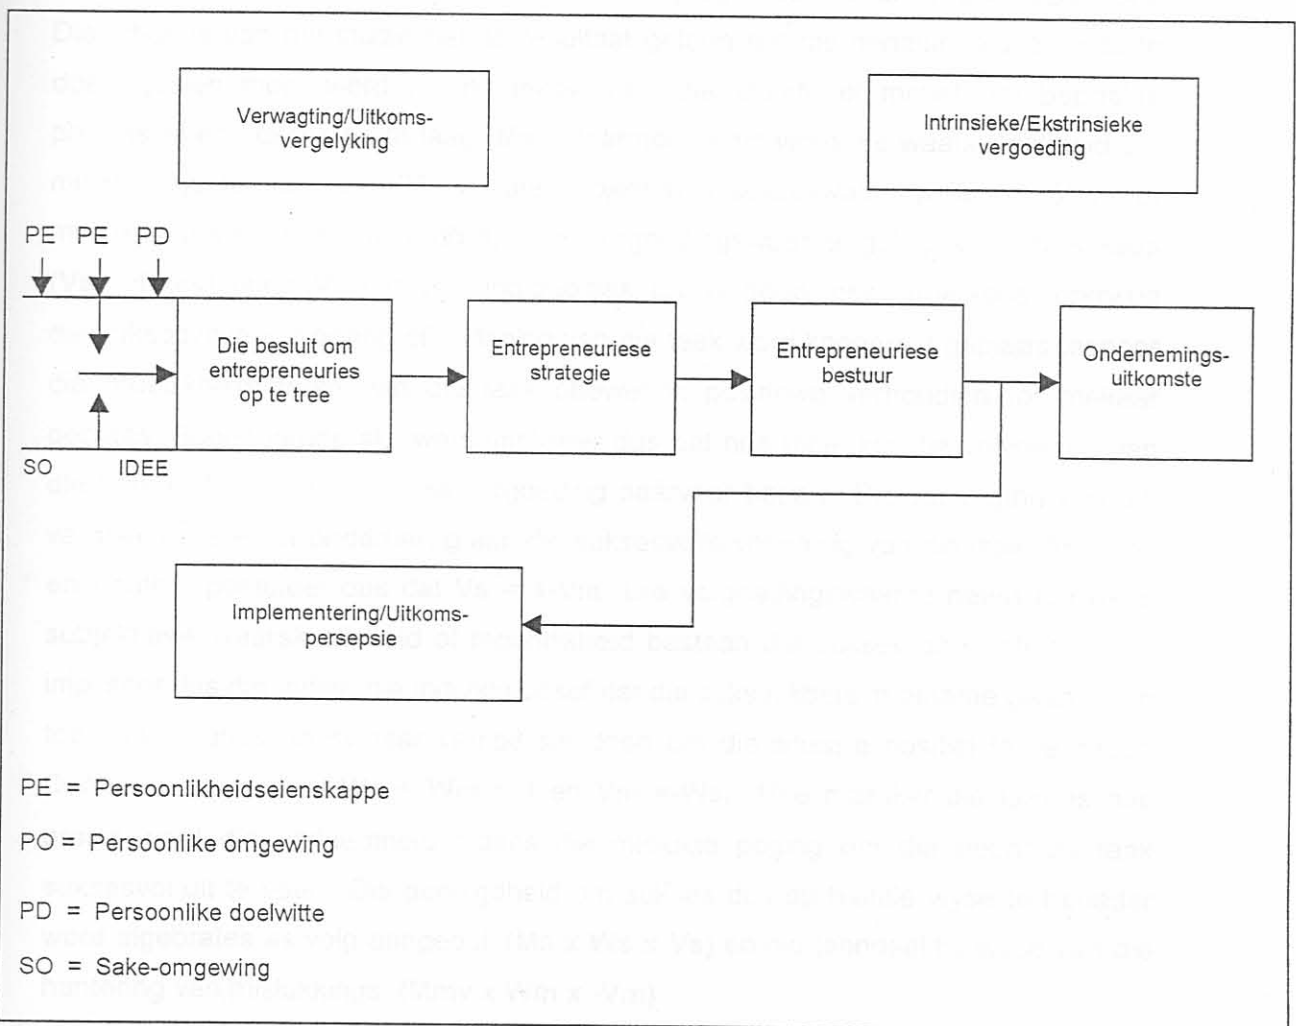 Verwagting/Uitkoms-
vergelyking
Intrinsieke/Ekstrinsieke
vergoeding
PE PE PD
Die besluit om
entrepreneuries
op te tree
Entrepreneuriese
strategie
Entrepreneuriese
bestuur
Ondernemings-
uitkomste
SO IDEE
Implementering/Uitkoms-
persepsie
PE = Persoonlikheidseienskappe
PO = Persoonlike omgewing
PD = Persoonlike doelwitte
SO = Sake-omgewing